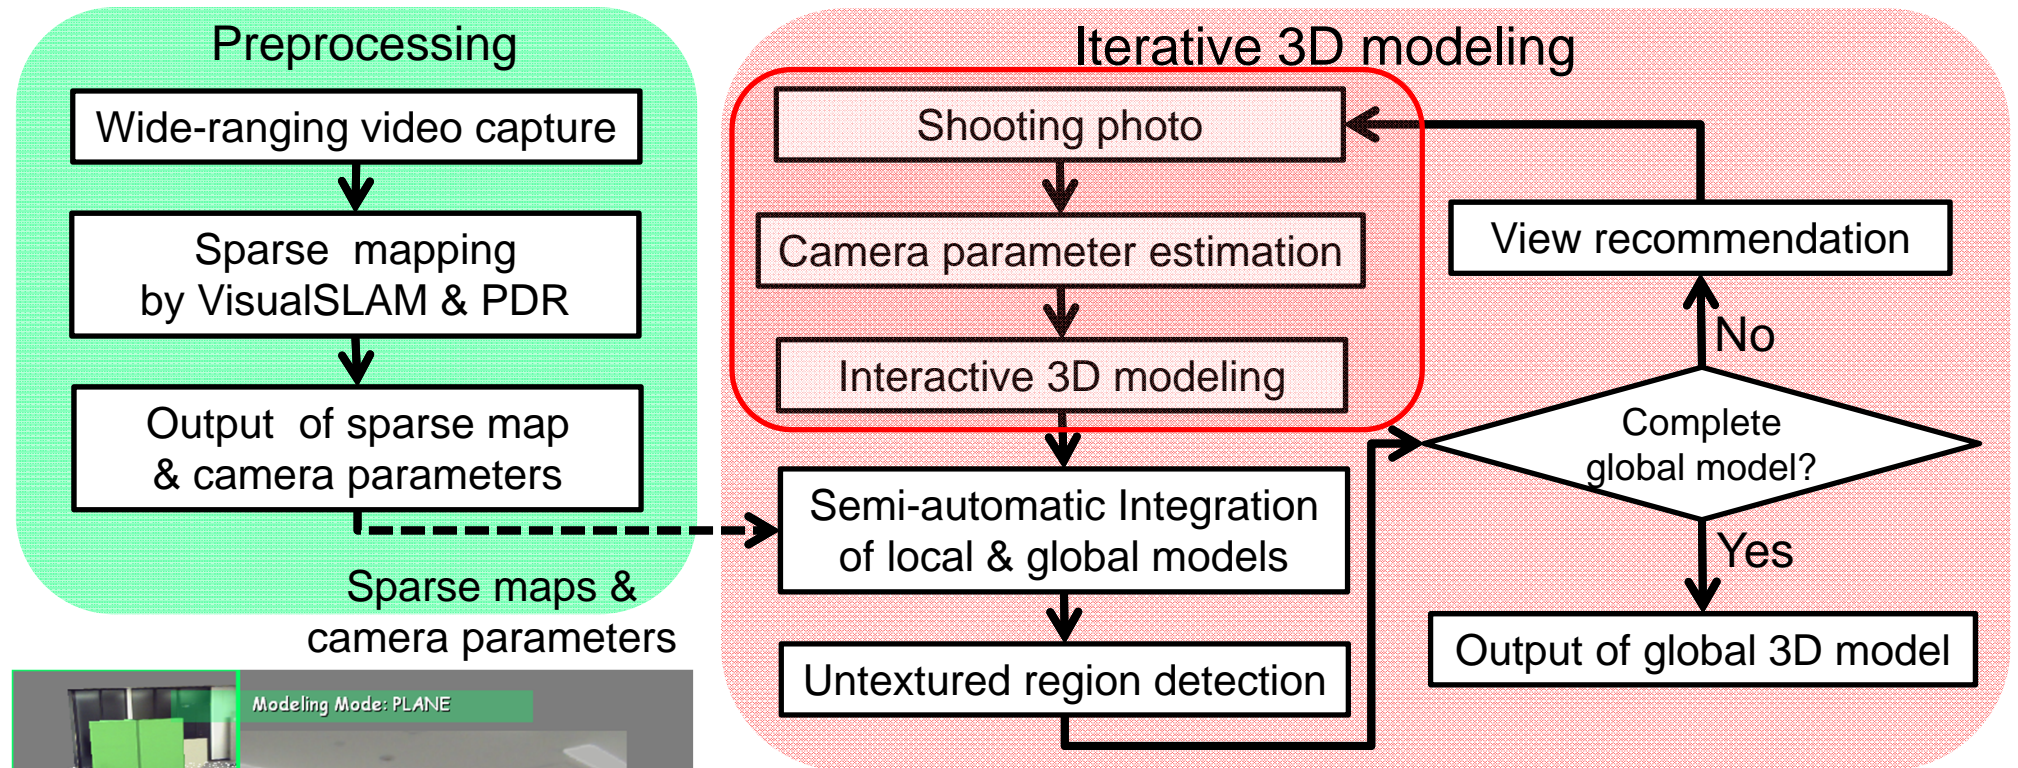 Preprocessing
Wide-ranging video capture
Sparse mapping
by VisualSLAM & PDR
Output of sparse map
& camera parameters
Sparse maps &
camera parameters
Modeling Mode: PLANE
Iterative 3D modeling
Shooting photo
Camera parameter estimation
Interactive 3D modeling
Semi-automatic Integration
of local & global models
Untextured region detection
View recommendation
No
Complete
global model?
Yes
Output of global 3D model